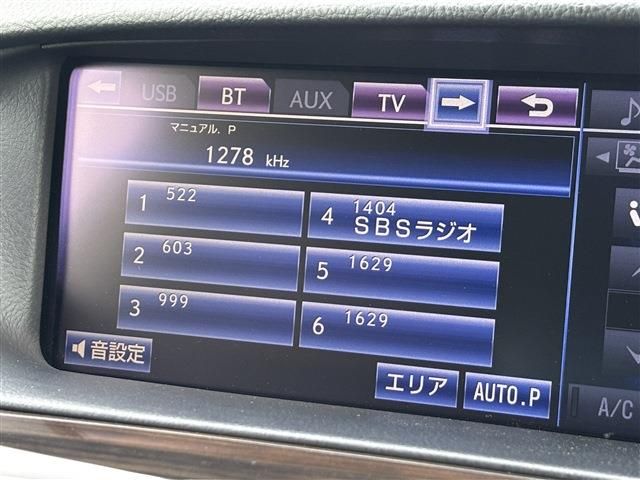 USB BT AUX TV
マニュアル. P
1278 kHz
1 522
4 1404
SBSラジオ
2 603
5 1629
3 999
6 1629
音設定
エリア AUTO.P
A/C